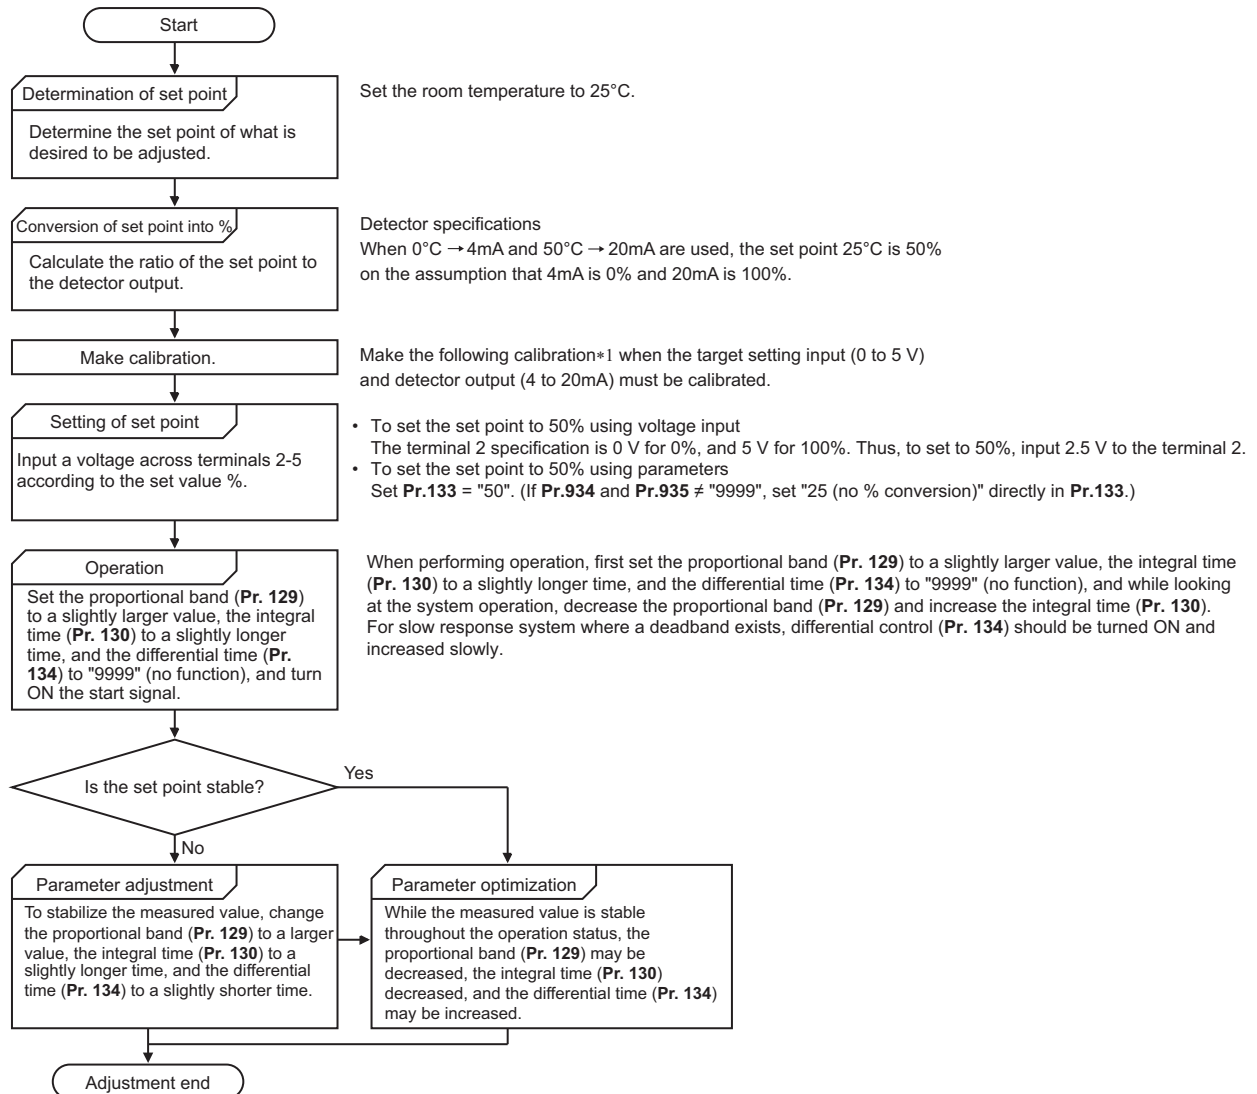 Start
Determination of set point
Determine the set point of what is
desired to be adjusted.
Set the room temperature to 25°C.
Conversion of set point into %
Calculate the ratio of the set point to
the detector output.
Detector specifications
When 0°C → 4mA and 50°C → 20mA are used, the set point 25°C is 50%
on the assumption that 4mA is 0% and 20mA is 100%.
Make calibration.
Make the following calibration*1 when the target setting input (0 to 5 V)
and detector output (4 to 20mA) must be calibrated.
Setting of set point
Input a voltage across terminals 2-5
according to the set value %.
• To set the set point to 50% using voltage input
The terminal 2 specification is 0 V for 0%, and 5 V for 100%. Thus, to set to 50%, input 2.5 V to the terminal 2.
• To set the set point to 50% using parameters
Set Pr.133 = "50". (If Pr.934 and Pr.935 ≠ "9999", set "25 (no % conversion)" directly in Pr.133.)
Operation
Set the proportional band (Pr. 129)
to a slightly larger value, the integral
time (Pr. 130) to a slightly longer
time, and the differential time (Pr.
134) to "9999" (no function), and turn
ON the start signal.
When performing operation, first set the proportional band (Pr. 129) to a slightly larger value, the integral time
(Pr. 130) to a slightly longer time, and the differential time (Pr. 134) to "9999" (no function), and while looking
at the system operation, decrease the proportional band (Pr. 129) and increase the integral time (Pr. 130).
For slow response system where a deadband exists, differential control (Pr. 134) should be turned ON and
increased slowly.
Is the set point stable?
Yes
No
Parameter adjustment
To stabilize the measured value, change
the proportional band (Pr. 129) to a larger
value, the integral time (Pr. 130) to a
slightly longer time, and the differential
time (Pr. 134) to a slightly shorter time.
Parameter optimization
While the measured value is stable
throughout the operation status, the
proportional band (Pr. 129) may be
decreased, the integral time (Pr. 130)
decreased, and the differential time (Pr. 134)
may be increased.
Adjustment end